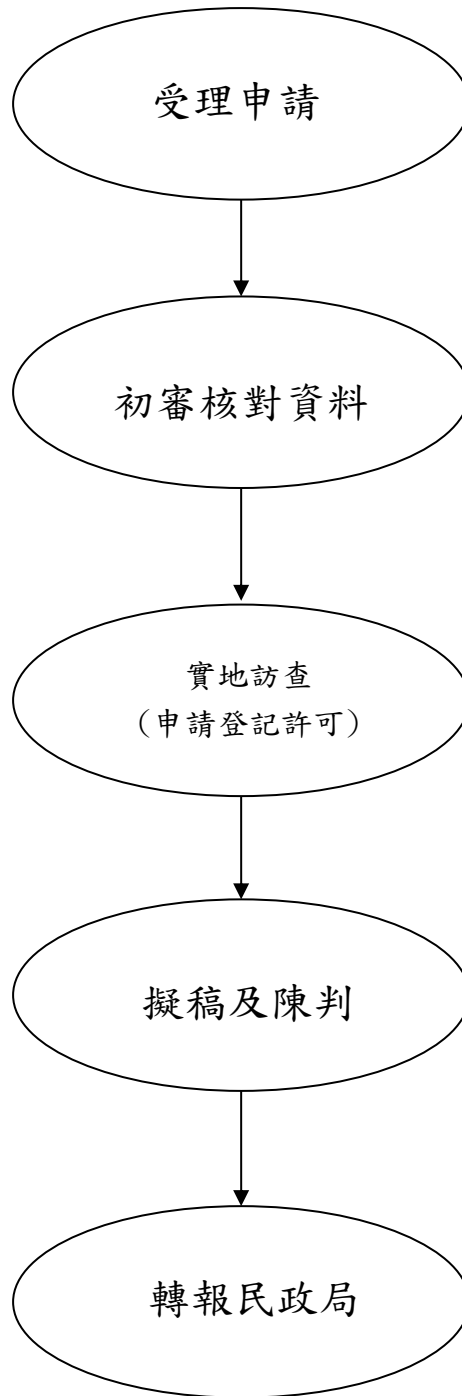 受理申請
初審核對資料
實地訪查
（申請登記許可）
擬稿及陳判
轉報民政局